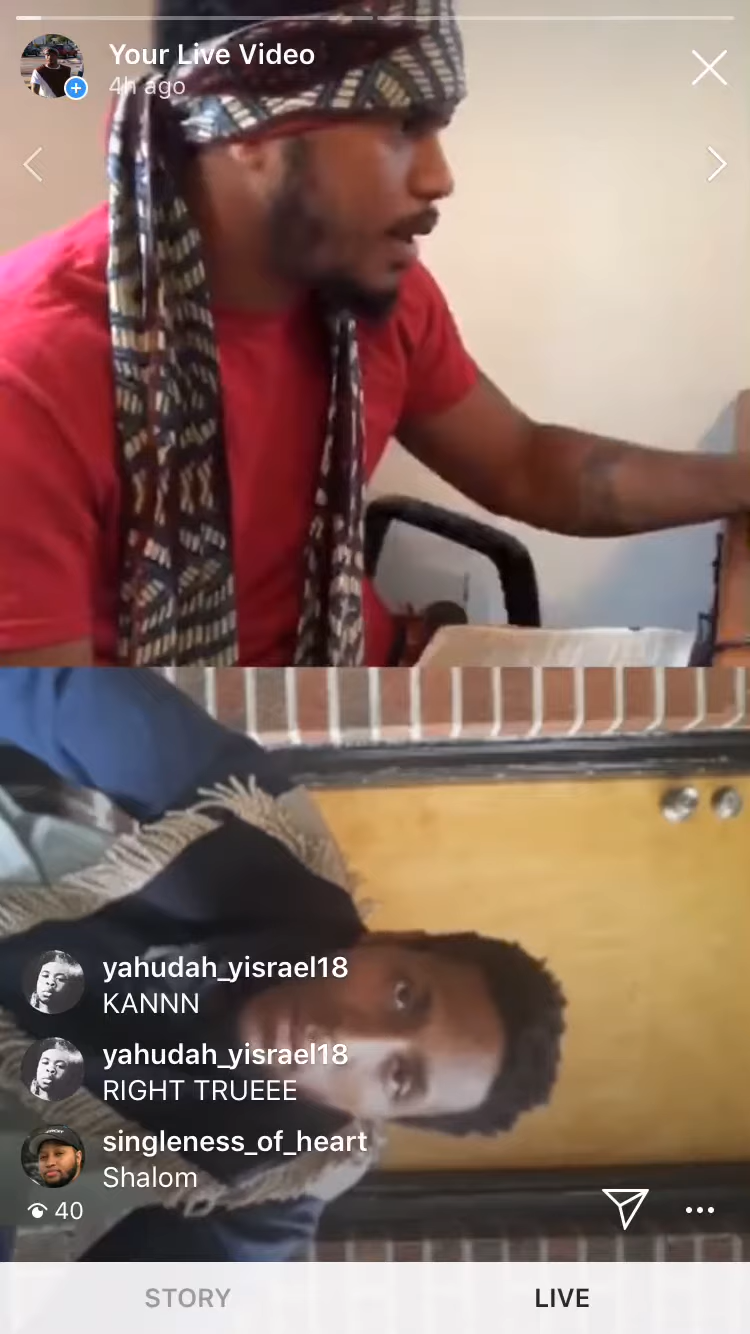 Your Live Video
4h ago
yahudah_yisrael18
KANNN
yahudah_yisrael18
RIGHT TRUEEE
singleness_of_heart
Shalom
40
STORY
LIVE